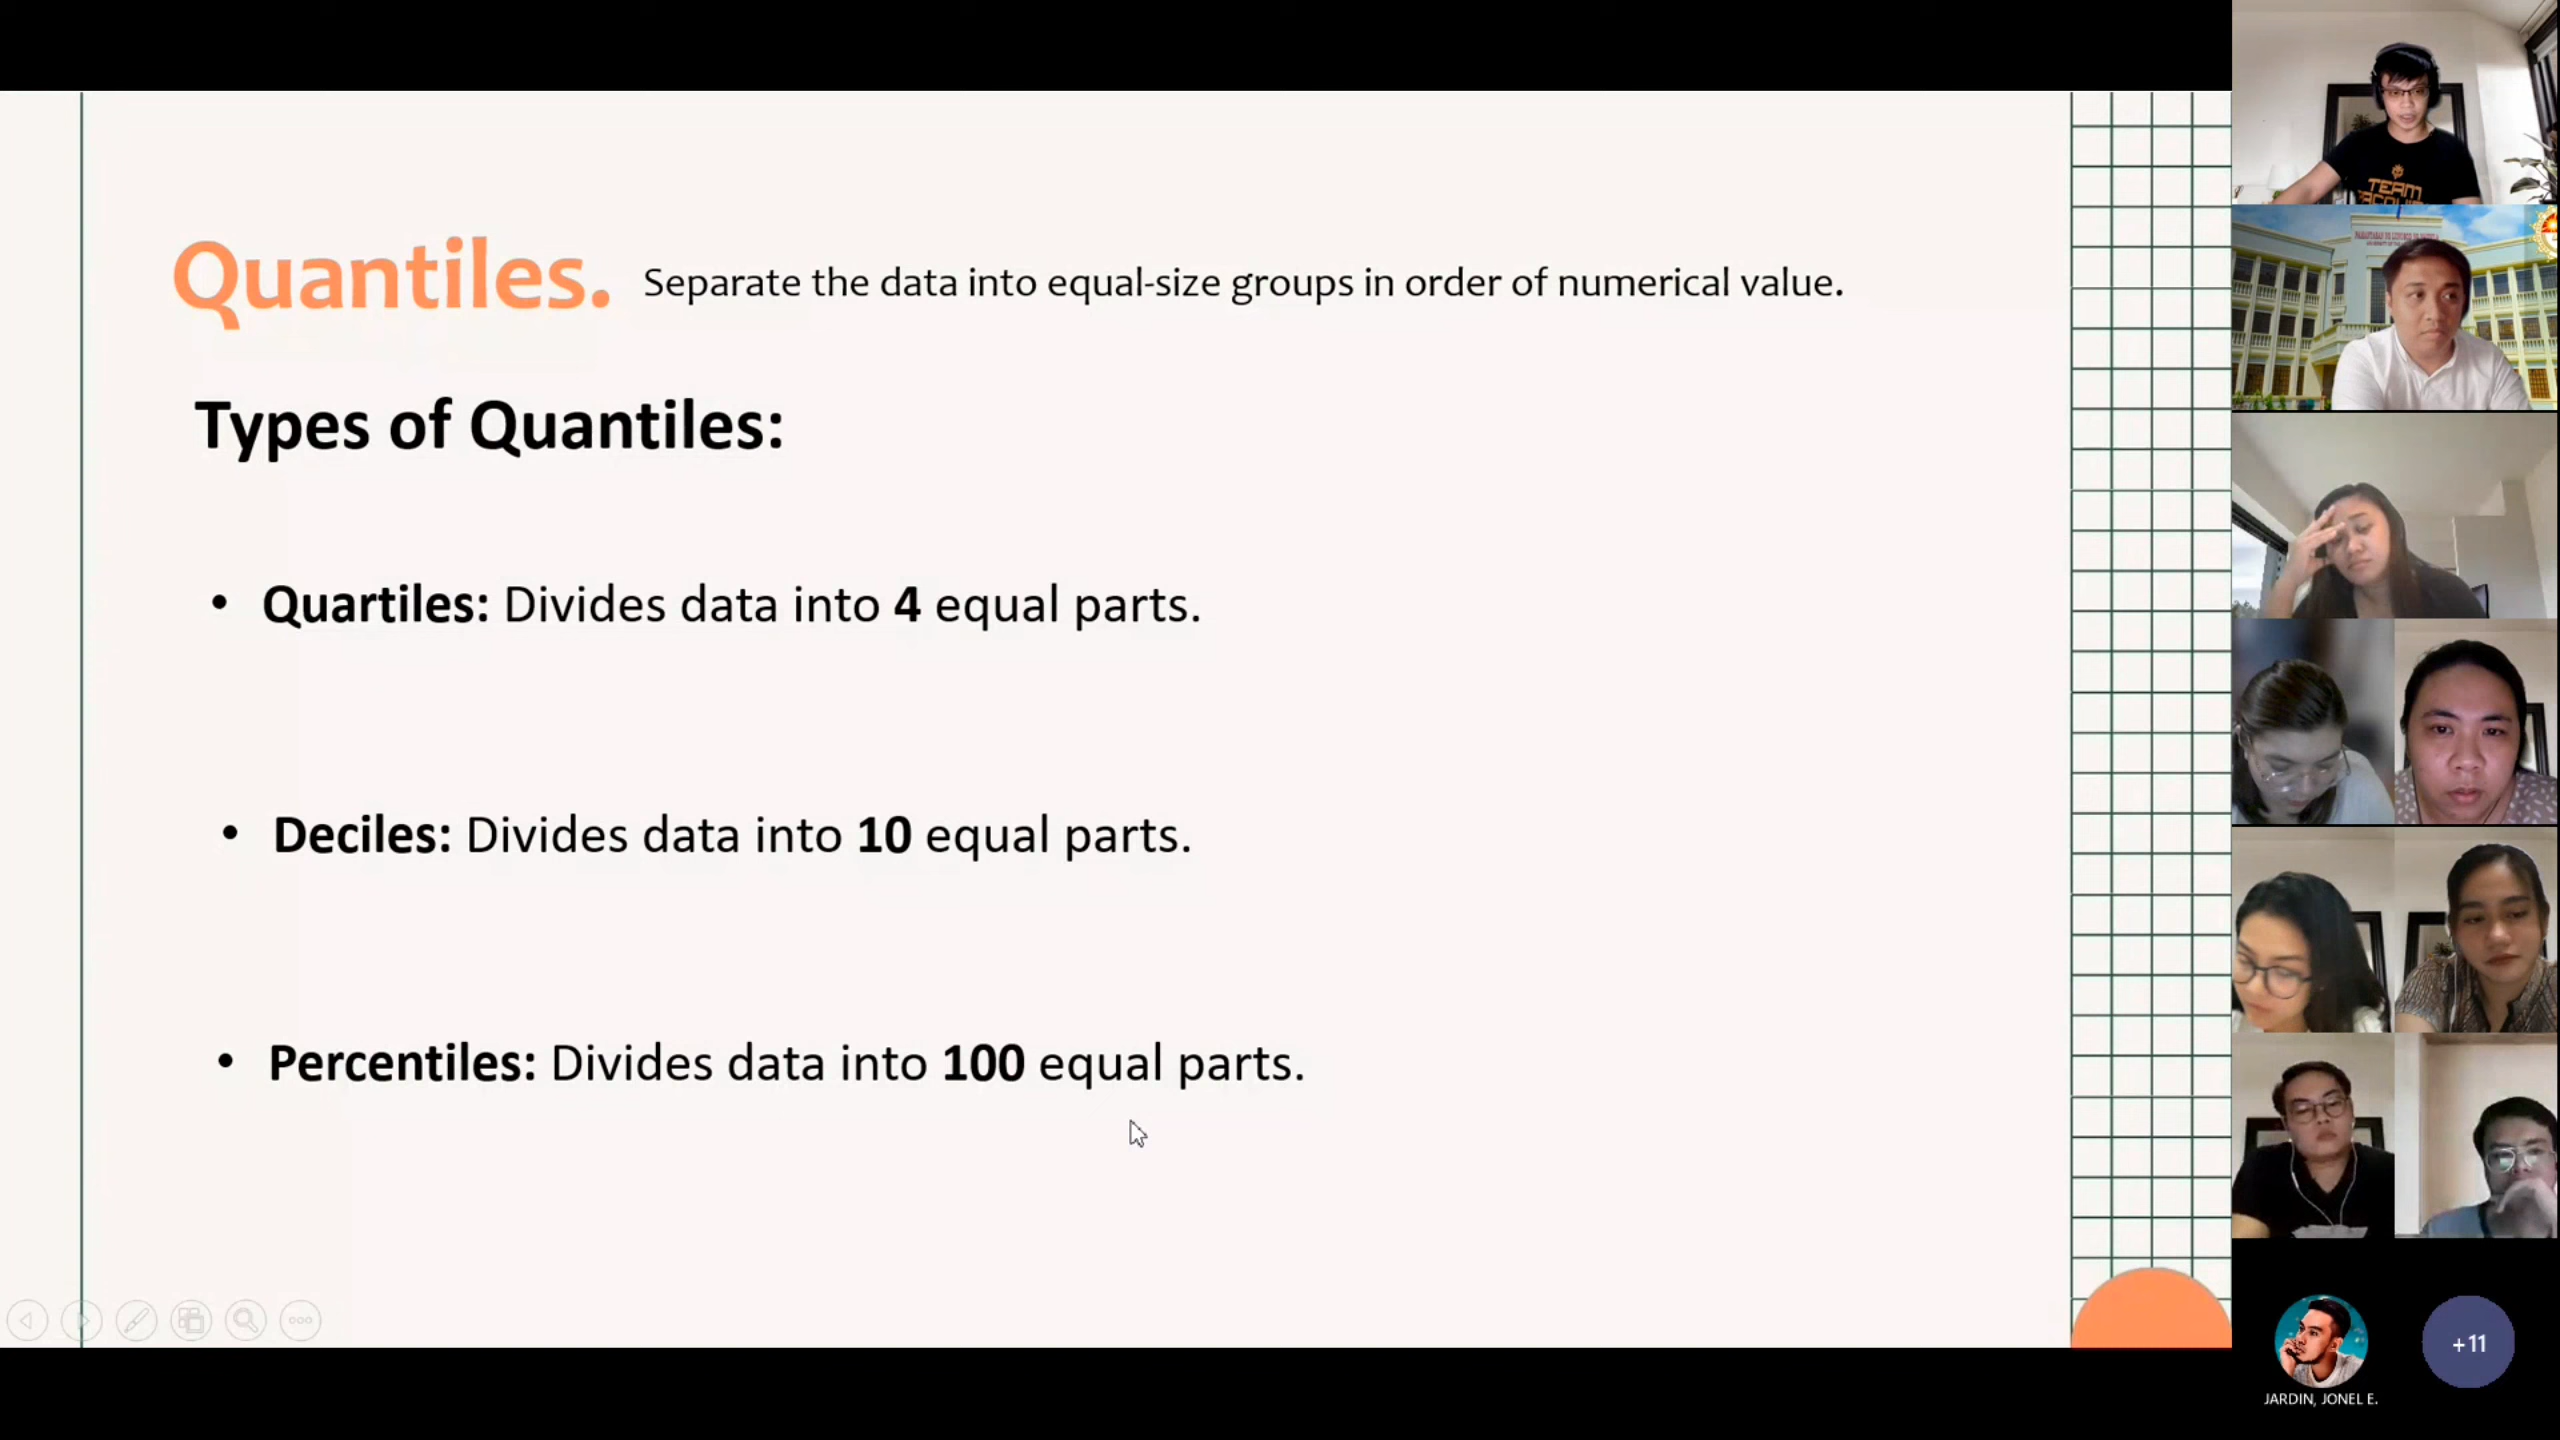 Quantiles. Separate the data into equal-size groups in order of numerical value.
Types of Quantiles:
• Quartiles: Divides data into 4 equal parts.
• Deciles: Divides data into 10 equal parts.
• Percentiles: Divides data into 100 equal parts.
TEAM
+11
JARDIN, JONEL E.